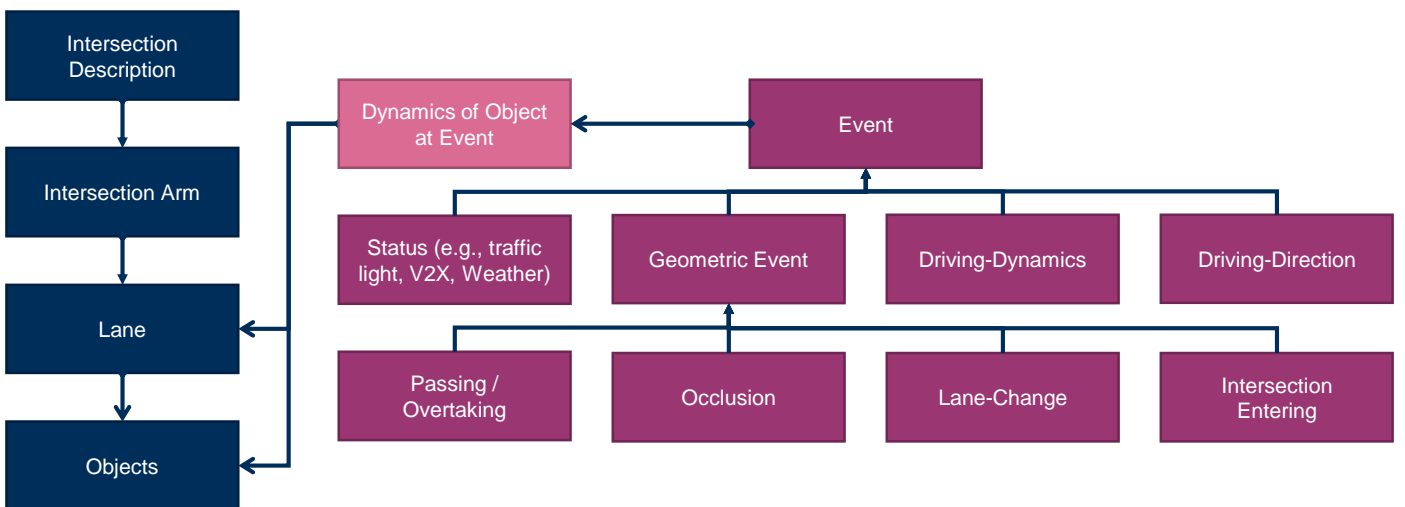 Intersection
Description
Intersection Arm
Lane
Objects
Dynamics of Object
at Event
Event
Status (e.g., traffic
light, V2X, Weather)
Geometric Event
Driving-Dynamics
Driving-Direction
Passing /
Overtaking
Occlusion
Lane-Change
Intersection
Entering